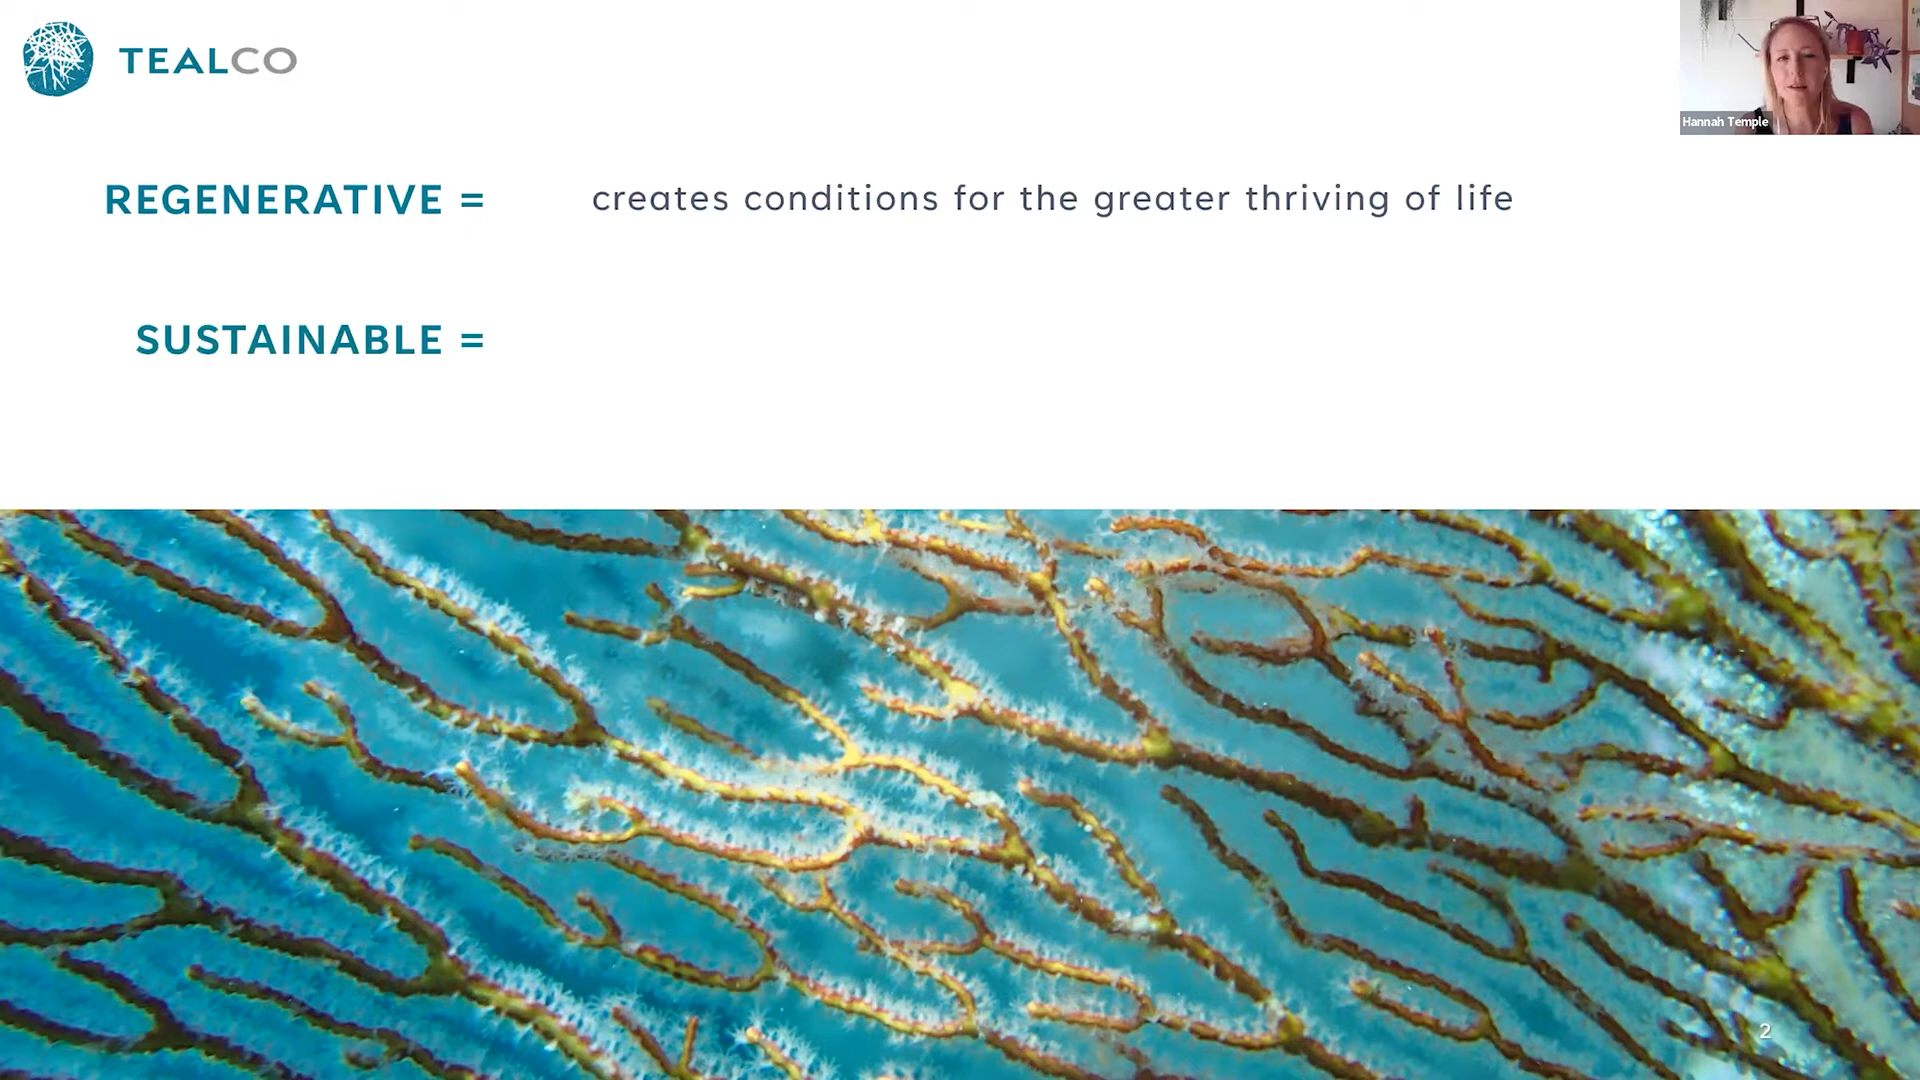 TEALCO
Hannah Temple
REGENERATIVE = creates conditions for the greater thriving of life
SUSTAINABLE =
2